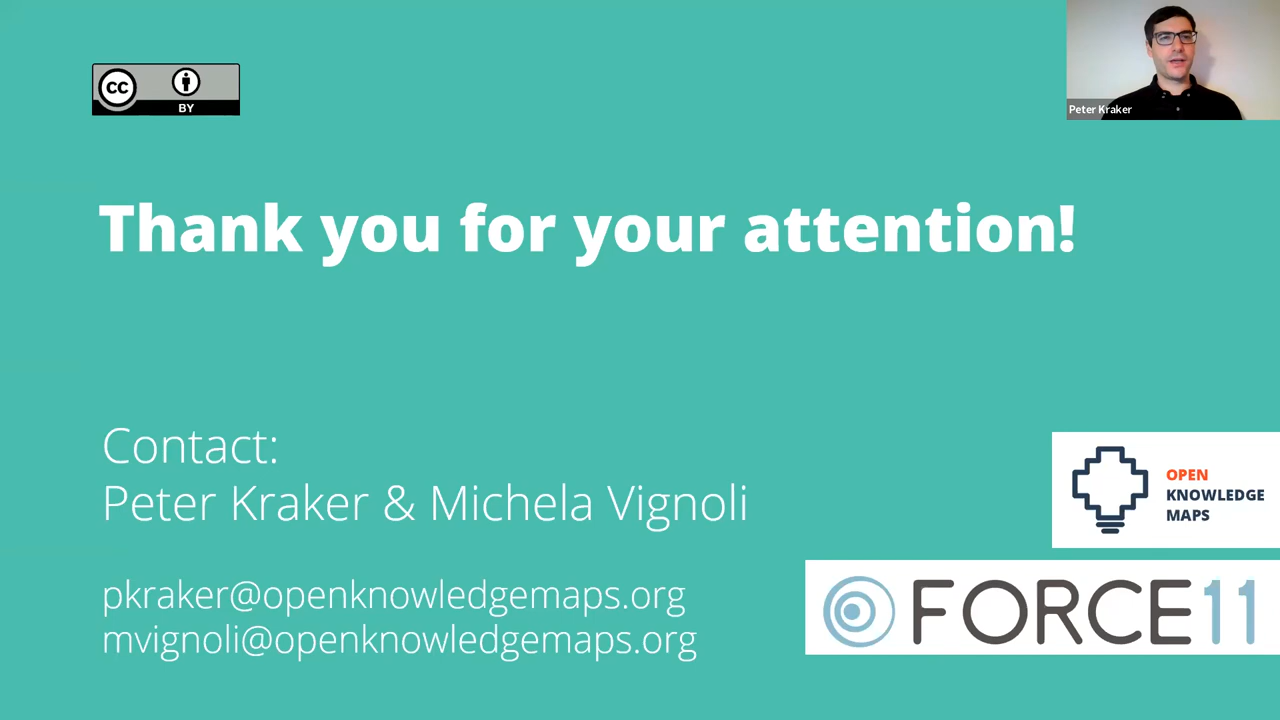 CC
BY
Peter Kraker
Thank you for your attention!
Contact:
Peter Kraker & Michela Vignoli
pkraker@openknowledgemaps.org
mvignoli@openknowledgemaps.org
OPEN
KNOWLEDGE
MAPS
FORCE11